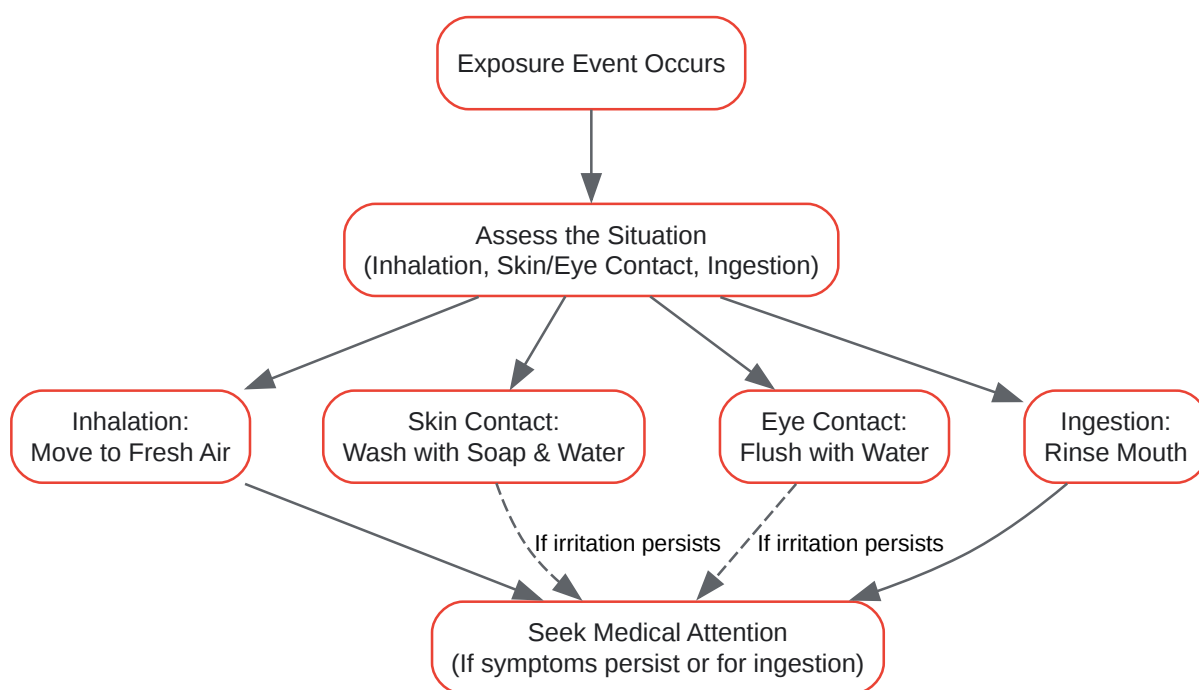 Exposure Event Occurs
Assess the Situation
(Inhalation, Skin/Eye Contact, Ingestion)
Inhalation:
Move to Fresh Air
Skin Contact:
Wash with Soap & Water
Eye Contact:
Flush with Water
Ingestion:
Rinse Mouth
If irritation persists
If irritation persists
Seek Medical Attention
(If symptoms persist or for ingestion)